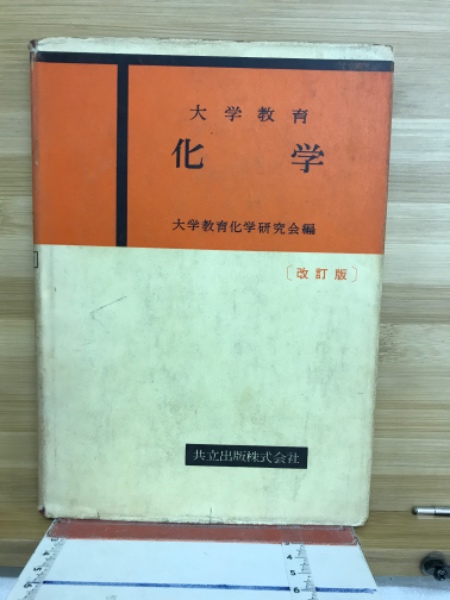 大学教育
化学
大学教育化学研究会編
〔改訂版〕
共立出版株式会社